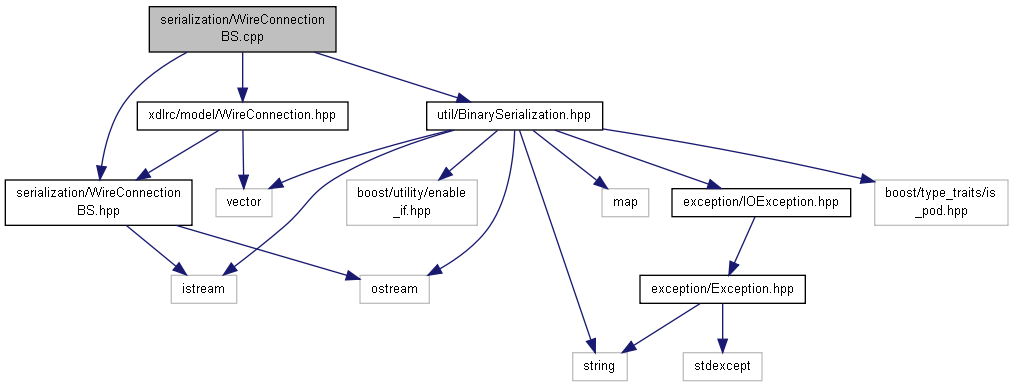 serialization/WireConnection
BS.cpp
xdlrc/model/WireConnection.hpp
util/BinarySerialization.hpp
serialization/WireConnection
BS.hpp
vector
boost/utility/enable
_if.hpp
map
exception/IOException.hpp
boost/type_traits/is
_pod.hpp
istream
ostream
exception/Exception.hpp
string
stdexcept